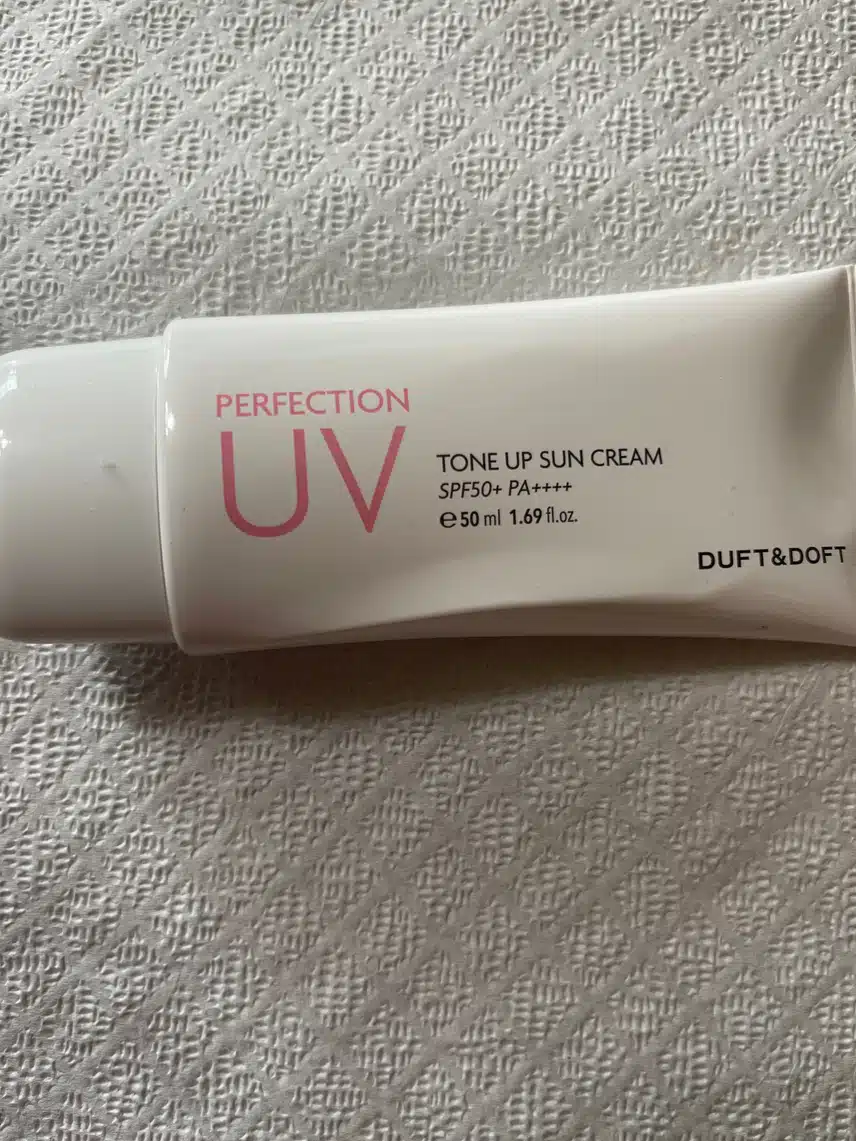 PERFECTION
UV
TONE UP SUN CREAM
SPF50+ PA++++
℮50 ml 1.69 fl.oz.
DUFT&DOFT